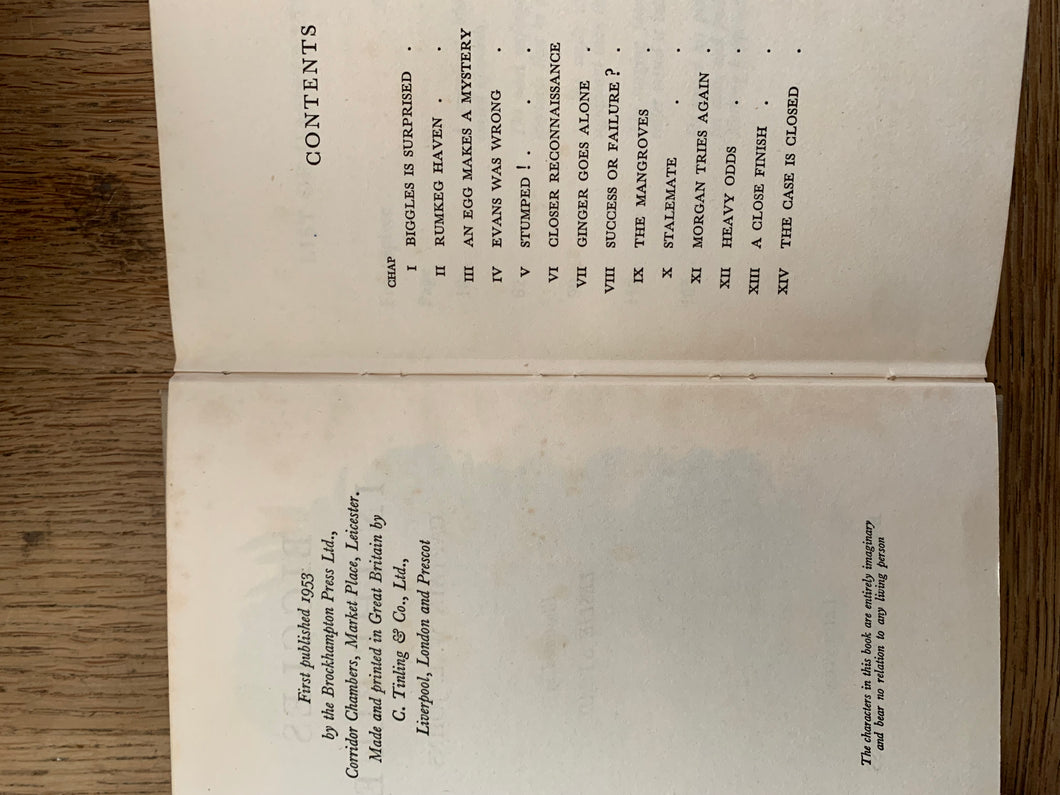 First published 1953
by the Brockhampton Press Ltd.,
Corridor Chambers, Market Place, Leicester.
Made and printed in Great Britain by
C. Tinling & Co., Ltd.,
Liverpool, London and Prescot
The characters in this book are entirely imaginary
and bear no relation to any living person
CONTENTS
CHAP
I BIGGLES IS SURPRISED .
II RUMKEG HAVEN . .
III AN EGG MAKES A MYSTERY
IV EVANS WAS WRONG .
V STUMPED ! . . .
VI CLOSER RECONNAISSANCE
VII GINGER GOES ALONE .
VIII SUCCESS OR FAILURE ? .
IX THE MANGROVES .
X STALEMATE . .
XI MORGAN TRIES AGAIN .
XII HEAVY ODDS . .
XIII A CLOSE FINISH . .
XIV THE CASE IS CLOSED .